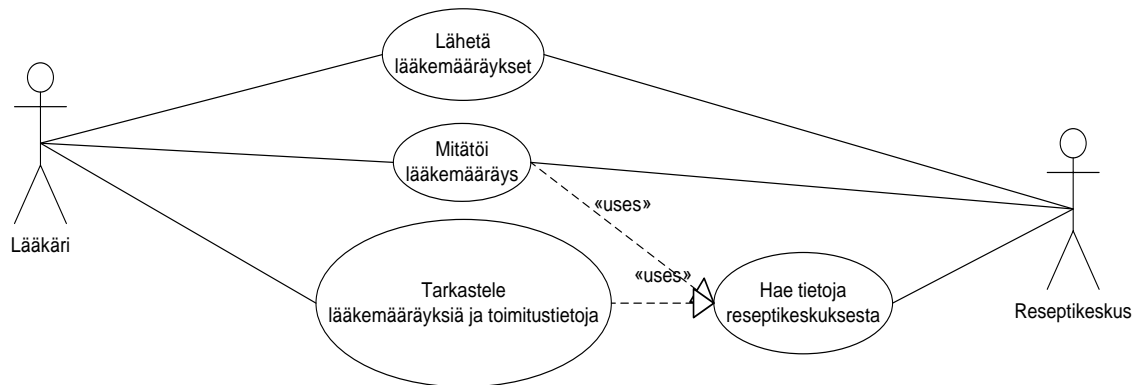 Lähetä
lääkemääräykset
Mitätöi
lääkemääräys
«uses»
Lääkäri
«uses»
Tarkastele
lääkemääräyksiä ja toimitustietoja
Hae tietoja
reseptikeskuksesta
Reseptikeskus